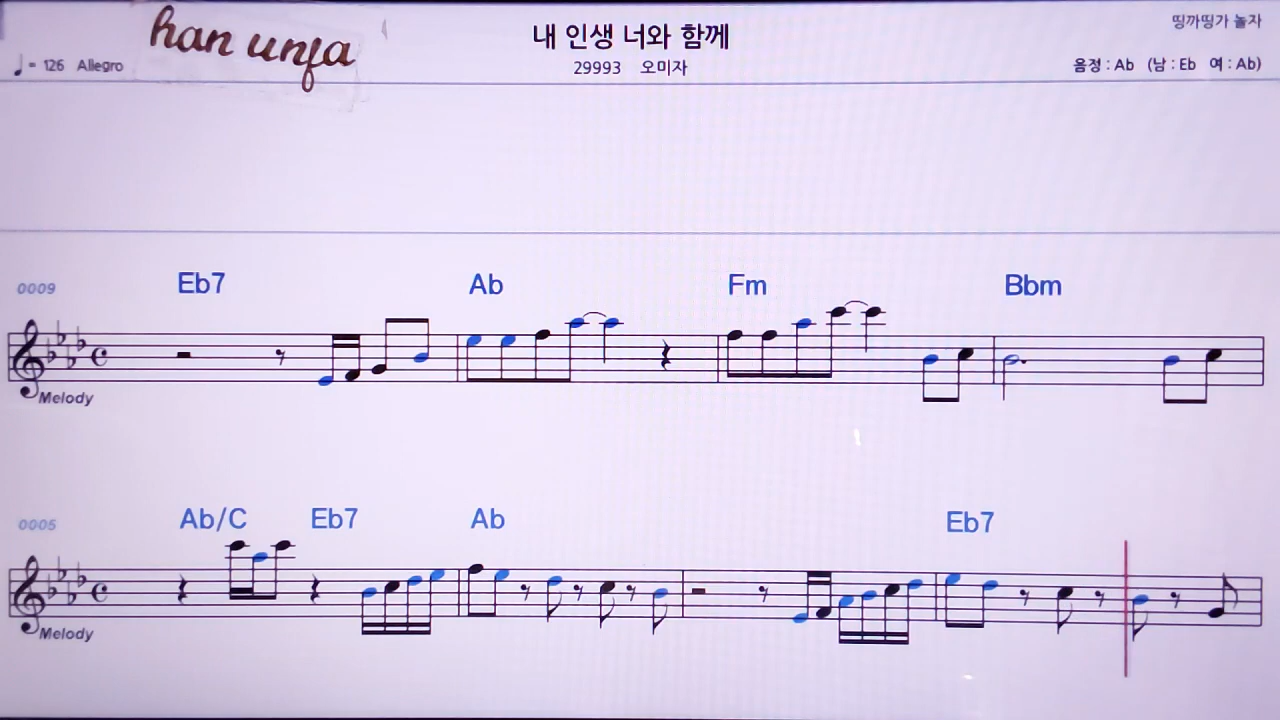 han unja
내 인생 너와 함께
띵까띵가 놀자
♩= 126 Allegro
29993 오미자
음정 : Ab (남 : Eb 여 : Ab)
0009 Eb7 Ab Fm Bbm
Melody
0005 Ab/C Eb7 Ab Eb7
Melody